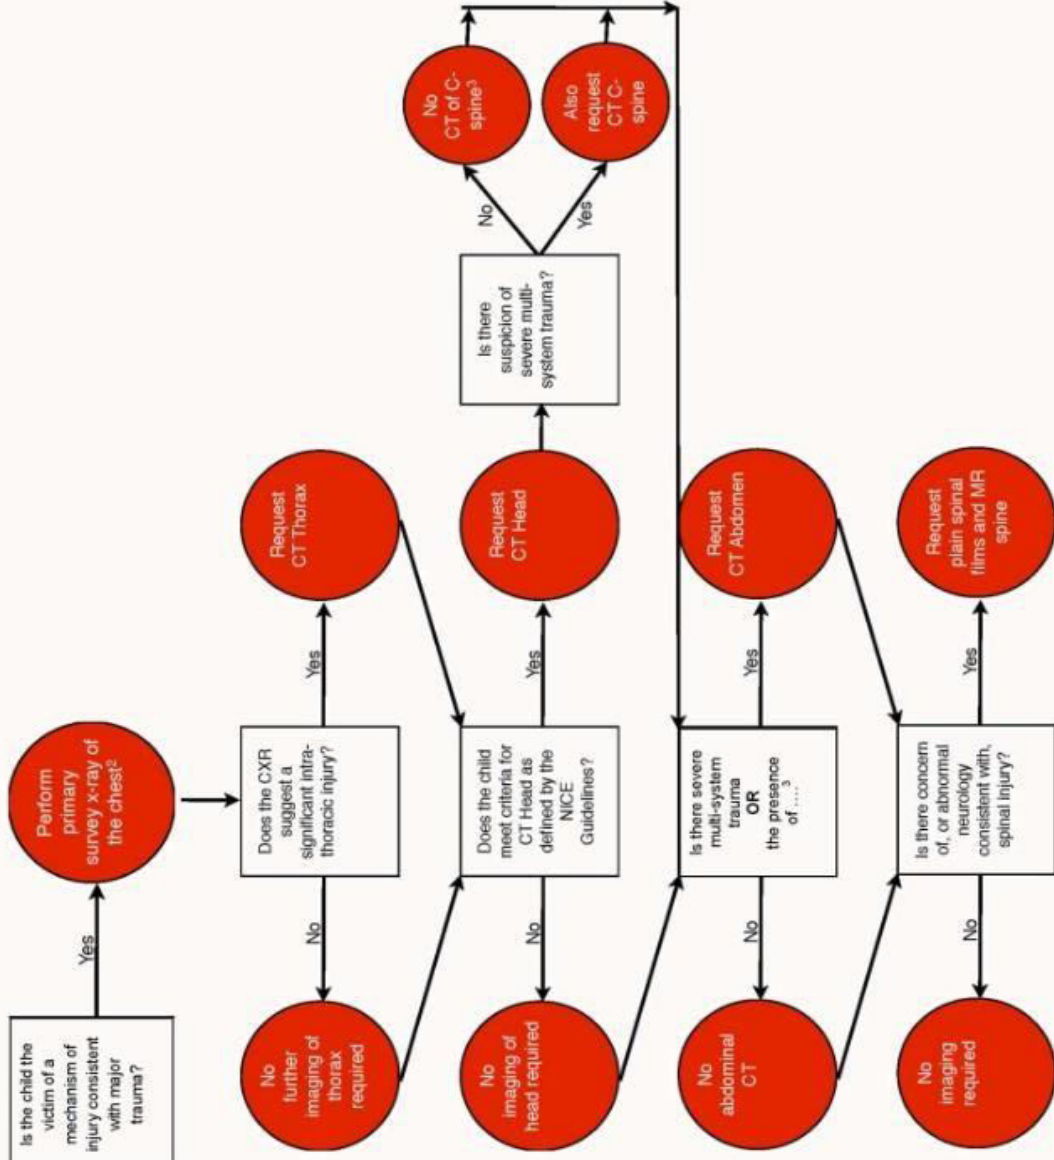 Is the child the
victim of a
mechanism of
injury consistent
with major
trauma?
Yes
Perform
primary
survey x-ray of
the chest²
Does the CXR
suggest a
significant intra-
thoracic injury?
No
Yes
No
further
imaging of
thorax
required
Request
CT Thorax
Does the child
meet criteria for
CT Head as
defined by the
NICE
Guidelines?
No
Yes
No
imaging of
head required
Request
CT Head
Is there
suspicion of
severe multi-
system trauma?
No
Yes
No
CT of C-
spine³
Also
request
CT C-
spine
Is there severe
multi-system
trauma
OR
the presence
of ....³
No
Yes
No
abdominal
CT
Request
CT Abdomen
Is there concern
of, or abnormal
neurology
consistent with,
spinal injury?
No
Yes
No
imaging
required
Request
plain spinal
films and MR
spine